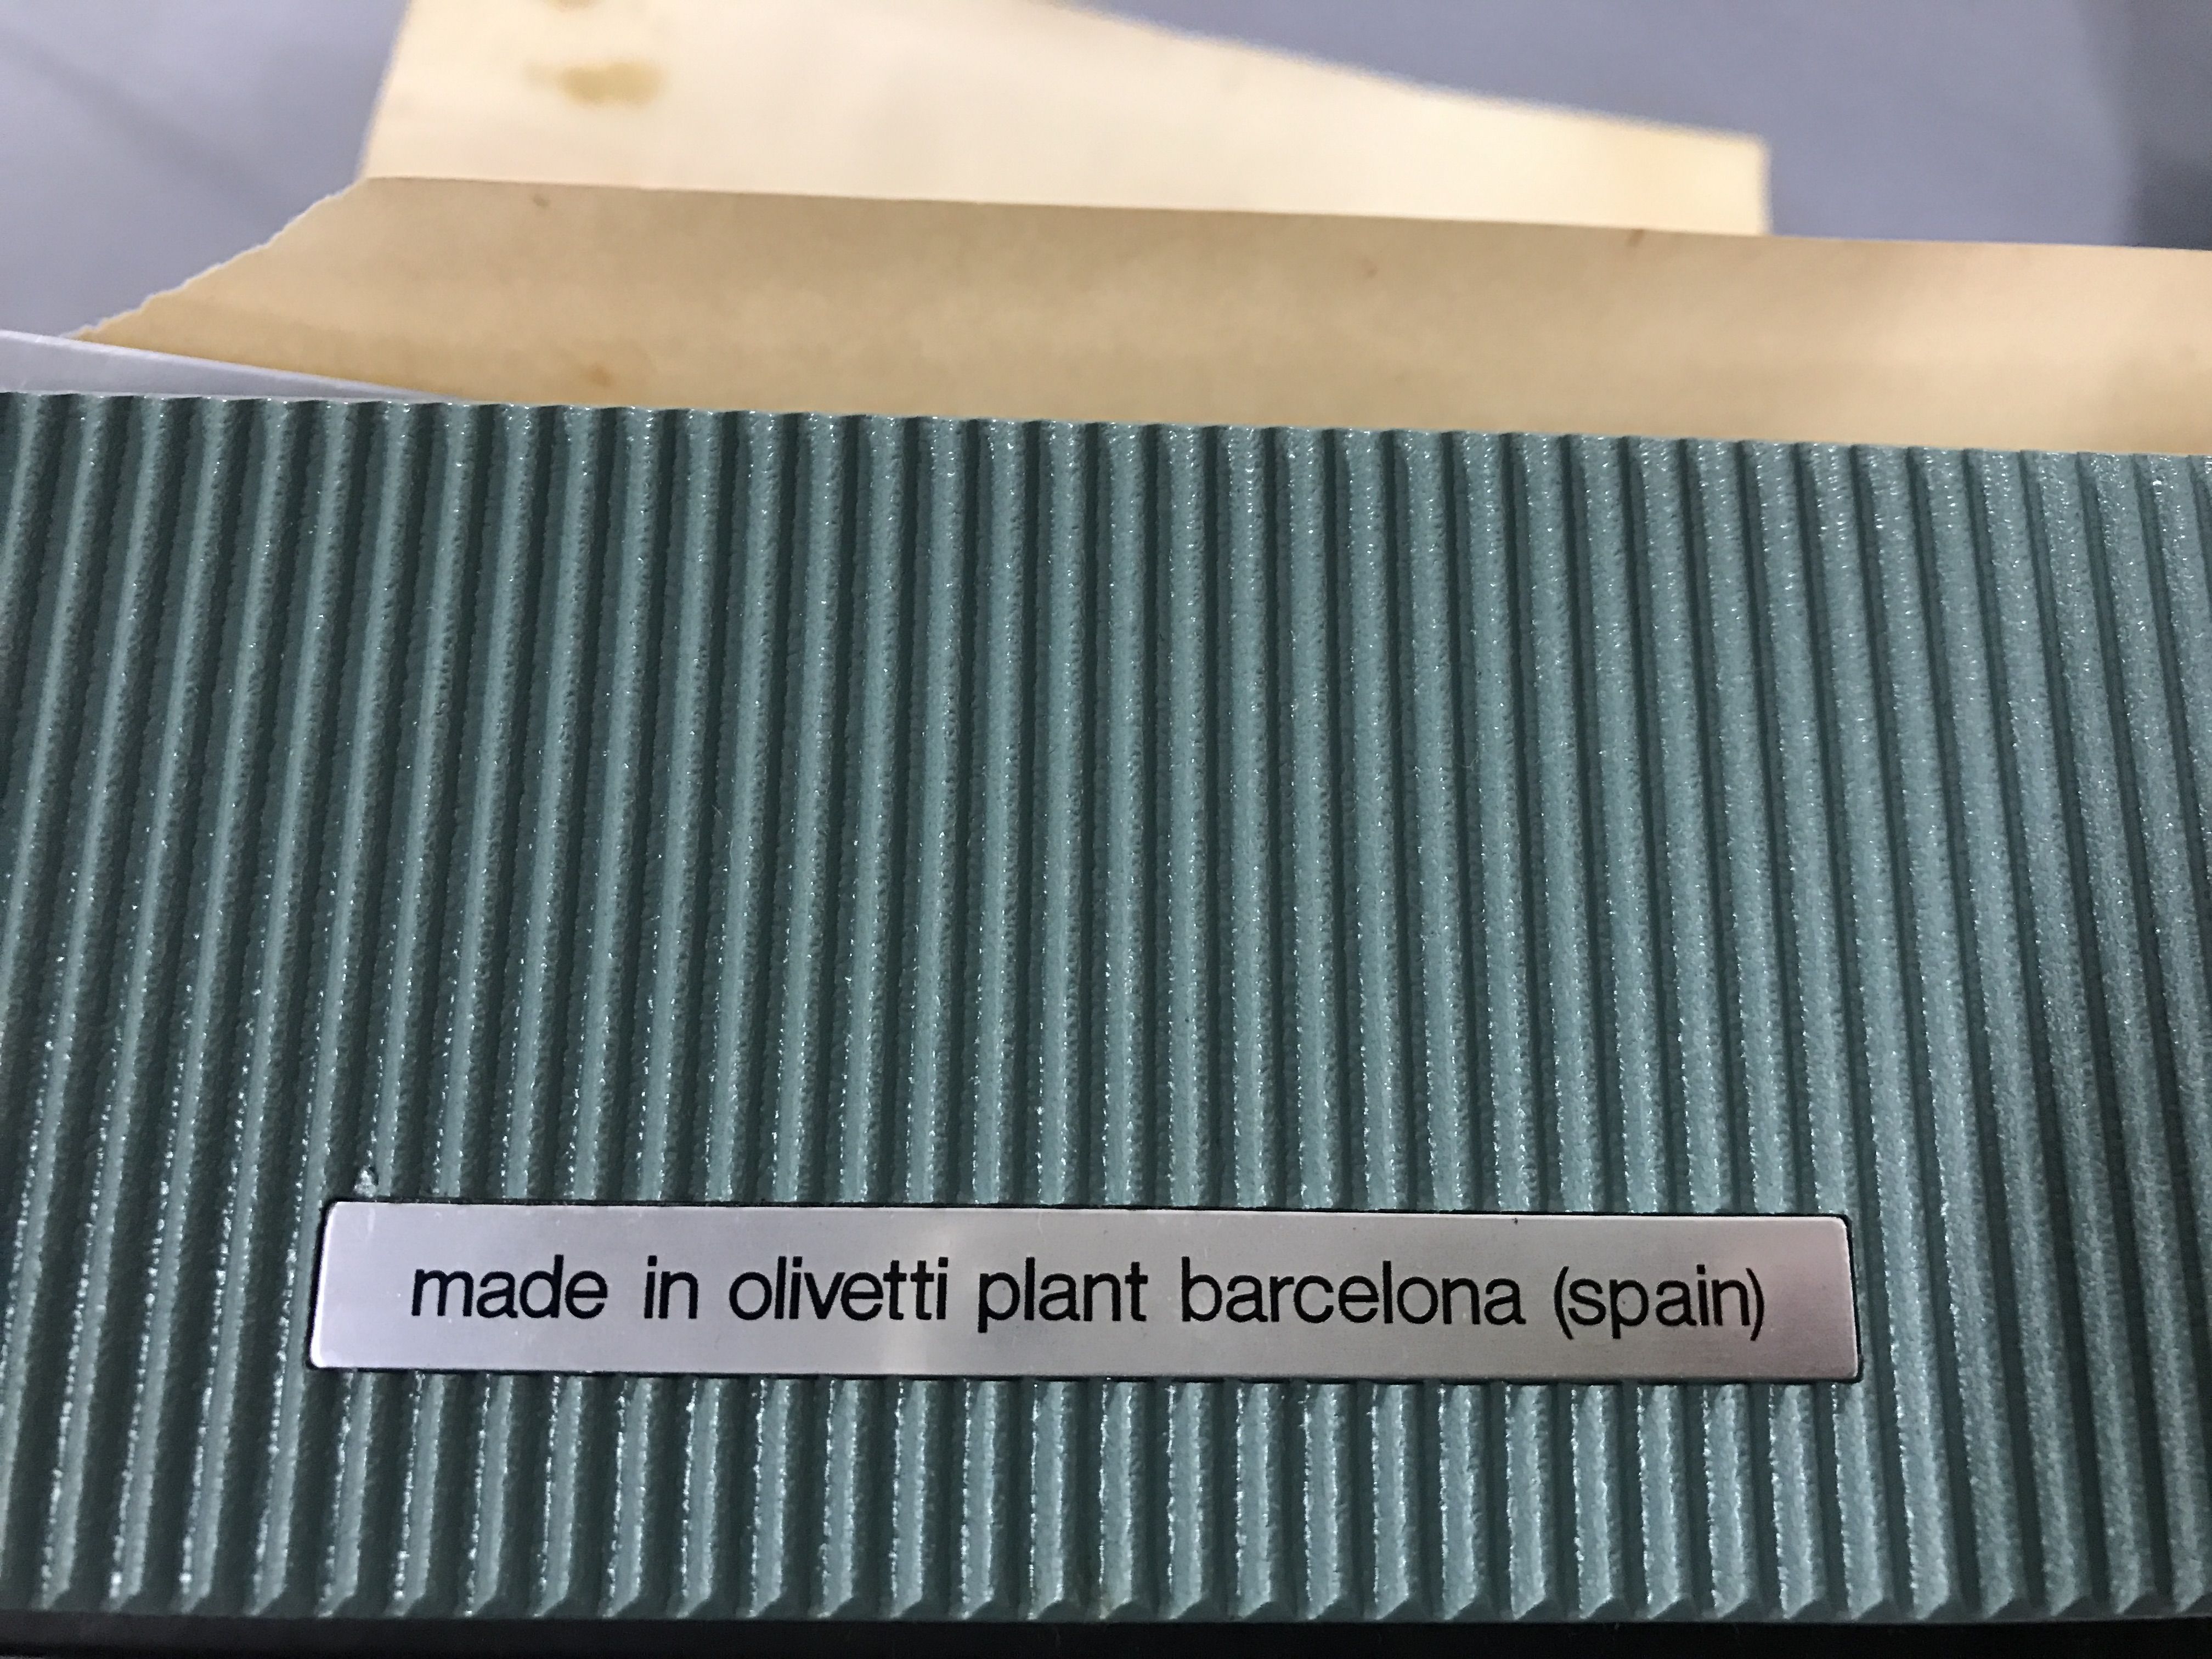 made in olivetti plant barcelona (spain)